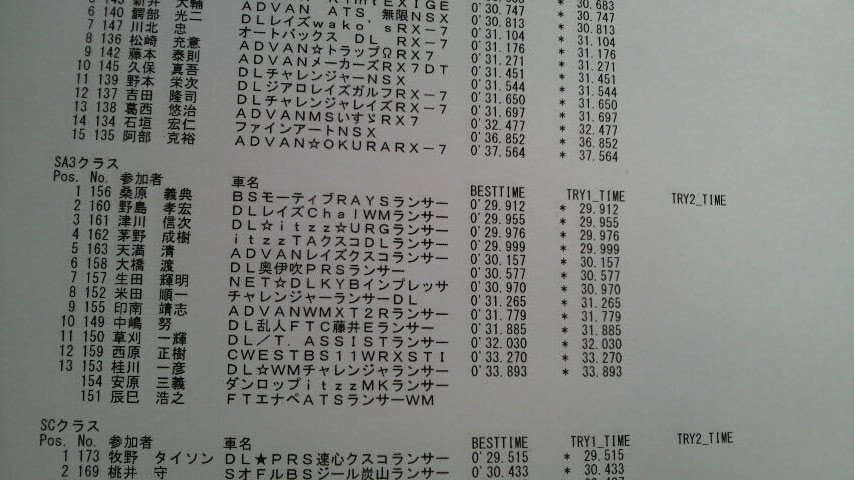 EXIGE 30.683
ADVAN ATS 無限NSX 0'30.747 * 30.747
6 140 鍔部 光二 DLレイズwako'sRX-7 0'30.813 * 30.813
7 147 川北 忠 オートバックス DL RX-7 0'31.104 * 31.104
8 136 松崎 充意 ADVAN☆トラップΩRX7 0'31.176 * 31.176
9 142 藤本 泰則 ADVANメーカーズRX7DT 0'31.271 * 31.271
10 145 久保 真吾 DLチャレンジャーNSX 0'31.451 * 31.451
11 139 野本 栄次 DLジアロレイズガルフRX-7 0'31.544 * 31.544
12 137 吉田 隆司 DLチャレンジャレイズRX-7 0'31.650 * 31.650
13 138 葛西 悠治 ADVANMSいすゞRX7 0'31.697 * 31.697
14 134 石垣 宏仁 ファインアートNSX 0'32.477 * 32.477
15 135 阿部 克裕 ADVAN☆OKURARX-7 0'36.852 * 36.852
0'37.564 * 37.564
SA3クラス
Pos. No. 参加者 車名 BESTTIME TRY1_TIME TRY2_TIME
1 156 桑原 義典 BSモーティブRAYSランサー 0'29.912 * 29.912
2 160 野島 孝宏 DLレイズChalWMランサー 0'29.955 * 29.955
3 161 津川 信次 DL☆itzz☆URGランサー 0'29.976 * 29.976
4 162 茅野 成樹 itzzTAクスコDLランサー 0'29.999 * 29.999
5 163 天満 清 ADVANレイズクスコランサー 0'30.157 * 30.157
6 158 大橋 渡 DL奥伊吹PRSランサー 0'30.577 * 30.577
7 157 生田 輝明 NET☆DLKYBインプレッサ 0'30.970 * 30.970
8 152 米田 順一 チャレンジャーランサーDL 0'31.265 * 31.265
9 155 印南 靖志 ADVANWMXT2Rランサー 0'31.779 * 31.779
10 149 中嶋 努 DL乱人FTC藤井Eランサー 0'31.885 * 31.885
11 150 草刈 一輝 DL/T.ASSISTランサー 0'32.030 * 32.030
12 159 西原 正樹 CWESTBS11WRXSTI 0'33.270 * 33.270
13 153 桂川 一彦 DL☆WMチャレンジャランサー 0'33.893 * 33.893
154 安原 三義 ダンロップitzzMKランサー
151 辰巳 浩之 FTエナペATSランサーWM
SCクラス
Pos. No. 参加者 車名 BESTTIME TRY1_TIME TRY2_TIME
1 173 牧野 タイソン DL★PRS速心クスコランサー 0'29.515 * 29.515
2 169 桃井 守 SオフルBSジール炭山ランサー 0'30.433 * 30.433